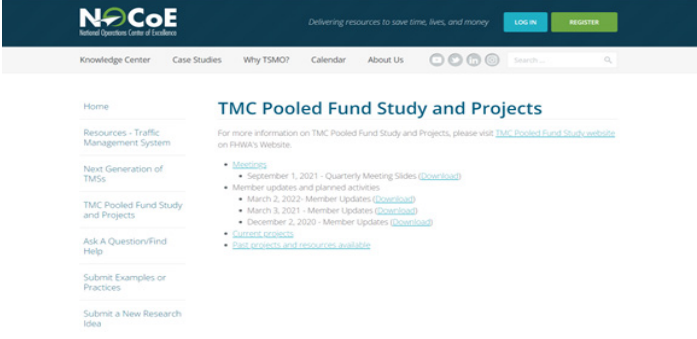 NOCoE
National Operations Center of Excellence
Delivering resources to save time, lives, and money
LOG IN
REGISTER
Knowledge Center
Case Studies
Why TSMO?
Calendar
About Us
Search...
Home
Resources - Traffic
Management System
Next Generation of
TMSs
TMC Pooled Fund Study
and Projects
Ask A Question/Find
Help
Submit Examples or
Practices
Submit a New Research
Idea
TMC Pooled Fund Study and Projects
For more information on TMC Pooled Fund Study and Projects, please visit TMC Pooled Fund Study website
on FHWA's Website.
Meetings
September 1, 2021 - Quarterly Meeting Slides (Download)
Member updates and planned activities
March 2, 2022- Member Updates (Download)
March 3, 2021 - Member Updates (Download)
December 2, 2020 - Member Updates (Download)
Current projects
Past projects and resources available